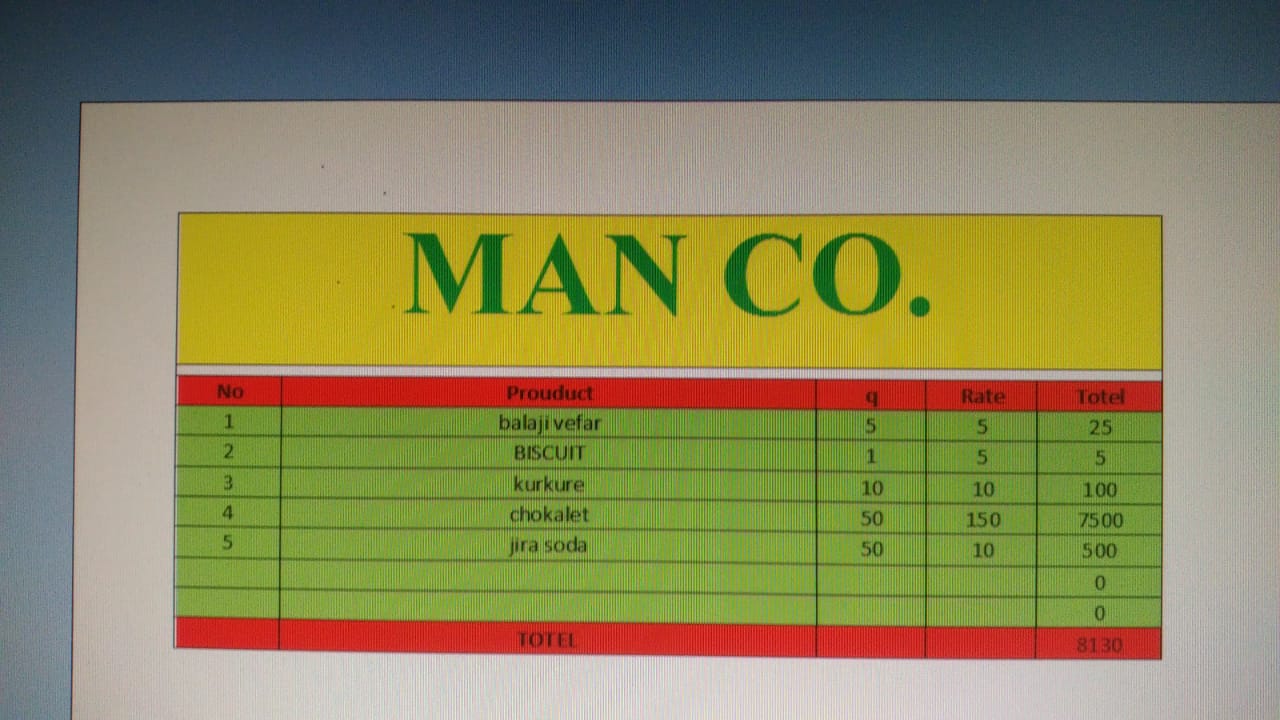 MAN CO.
No Prouduct q Rate Totel
1 balaji vefar 5 5 25
2 BISCUIT 1 5 5
3 kurkure 10 10 100
4 chokalet 50 150 7500
5 jira soda 50 10 500
0
0
TOTEL 8130